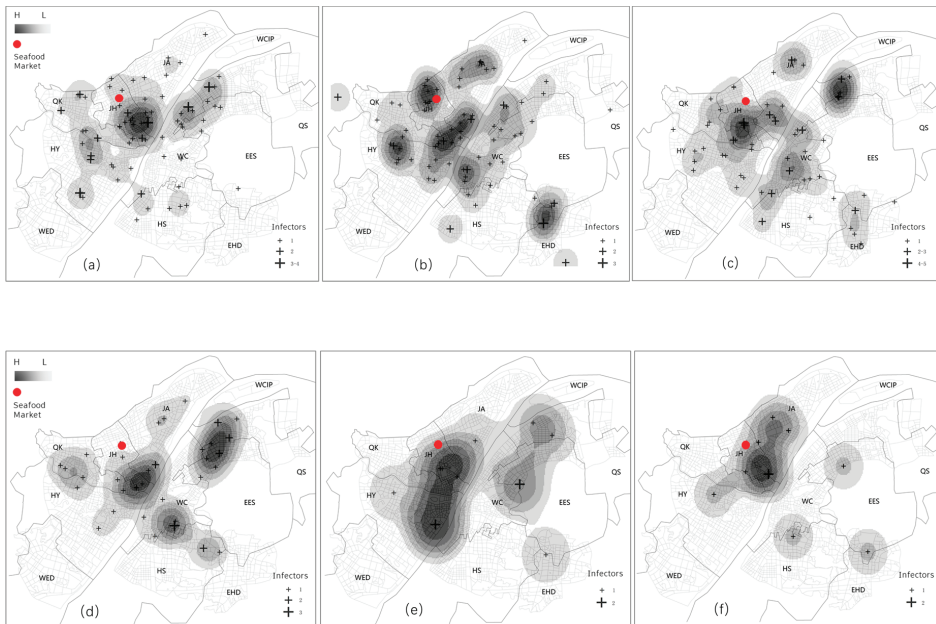 H L
Seafood
Market
WCIP
JA
QK
JH
QS
HY
WC
EES
WED
HS
EHD
Infectors
1
2
3-4
(a)
WCIP
JA
QK
JH
QS
HY
WC
EES
WED
HS
EHD
Infectors
1
2
3
(b)
WCIP
JA
QK
JH
QS
HY
WC
EES
WED
HS
EHD
Infectors
1
2-3
4-5
(c)
H L
Seafood
Market
WCIP
JA
QK
JH
QS
HY
WC
EES
WED
HS
EHD
Infectors
1
2
3
(d)
WCIP
JA
QK
JH
QS
HY
WC
EES
WED
HS
EHD
Infectors
1
2
(e)
WCIP
JA
QK
JH
QS
HY
WC
EES
WED
HS
EHD
Infectors
1
2
(f)